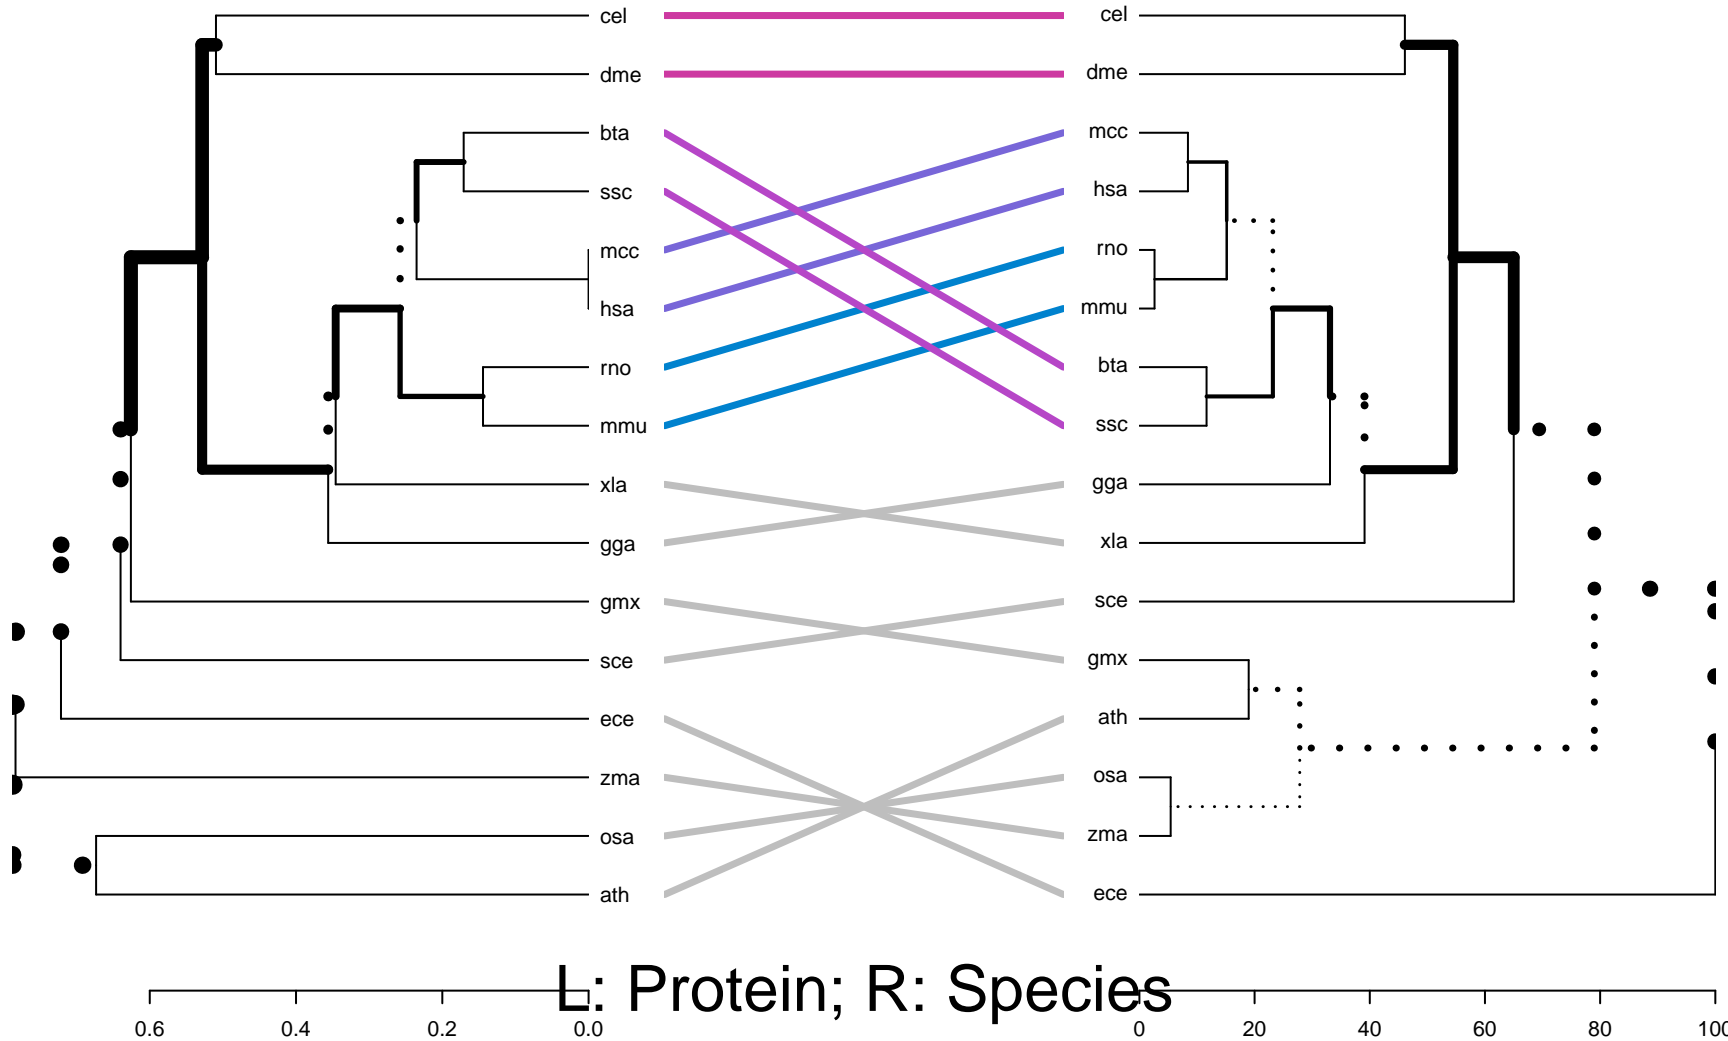 cel cel
dme dme
bta mcc
ssc hsa
mcc rno
hsa mmu
rno bta
mmu ssc
xla gga
gga xla
gmx sce
sce gmx
ece ath
zma osa
osa zma
ath ece
L: Protein; R: Species
0.6 0.4 0.2 0.0 0 20 40 60 80 100